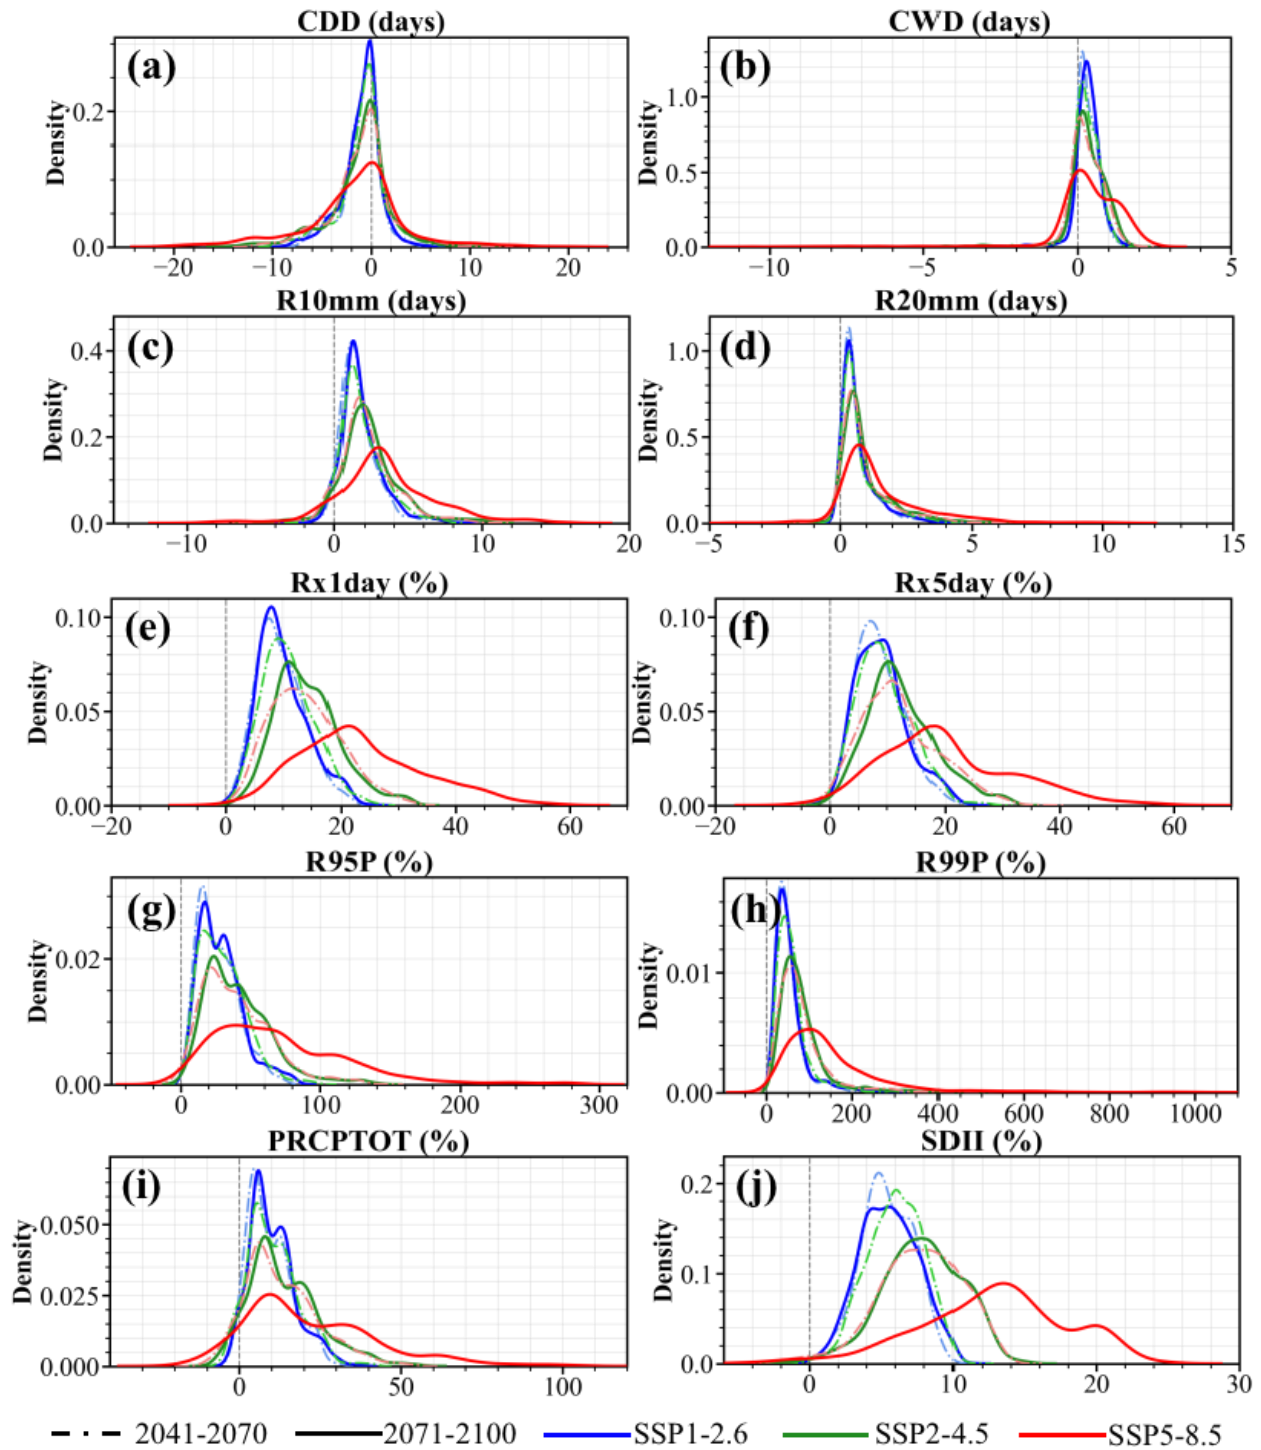 CDD (days)
CWD (days)
(a)
(b)
Density
0.2
0.0
−20 −10 0 10 20
Density
1.0
0.5
0.0
−10 −5 0 5
R10mm (days)
R20mm (days)
(c)
(d)
Density
0.4
0.2
0.0
−10 0 10 20
Density
1.0
0.5
0.0
−5 0 5 10 15
Rx1day (%)
Rx5day (%)
(e)
(f)
Density
0.10
0.05
0.00
−20 0 20 40 60
Density
0.10
0.05
0.00
−20 0 20 40 60
R95P (%)
R99P (%)
(g)
(h)
Density
0.02
0.00
0 100 200 300
Density
0.01
0.00
0 200 400 600 800 1000
PRCPTOT (%)
SDII (%)
(i)
(j)
Density
0.050
0.025
0.000
0 50 100
Density
0.2
0.1
0.0
0 10 20 30
2041-2070 2071-2100 SSP1-2.6 SSP2-4.5 SSP5-8.5